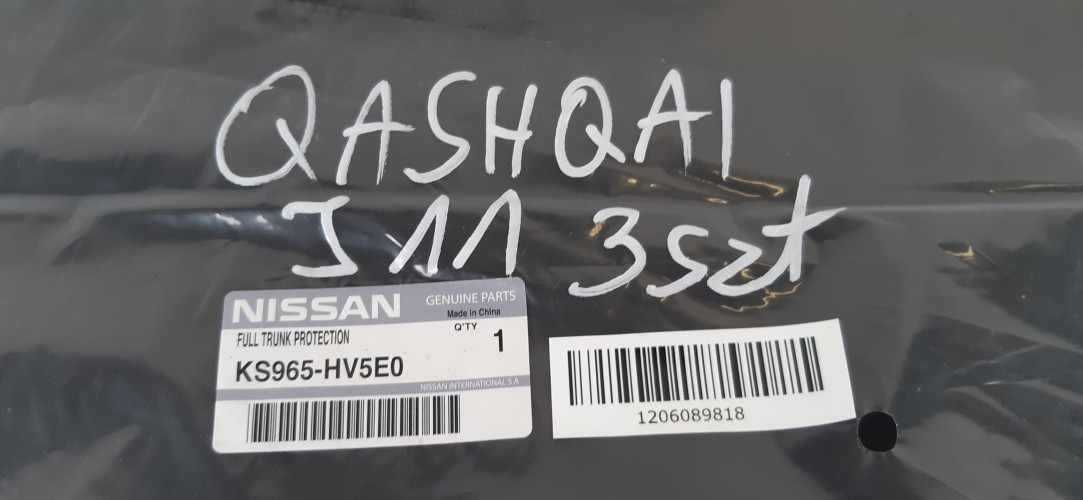 QASHQAI
J11 3szt
NISSAN GENUINE PARTS
Made in China
FULL TRUNK PROTECTION Q'TY 1
KS965-HV5E0
NISSAN INTERNATIONAL S.A
1206089818